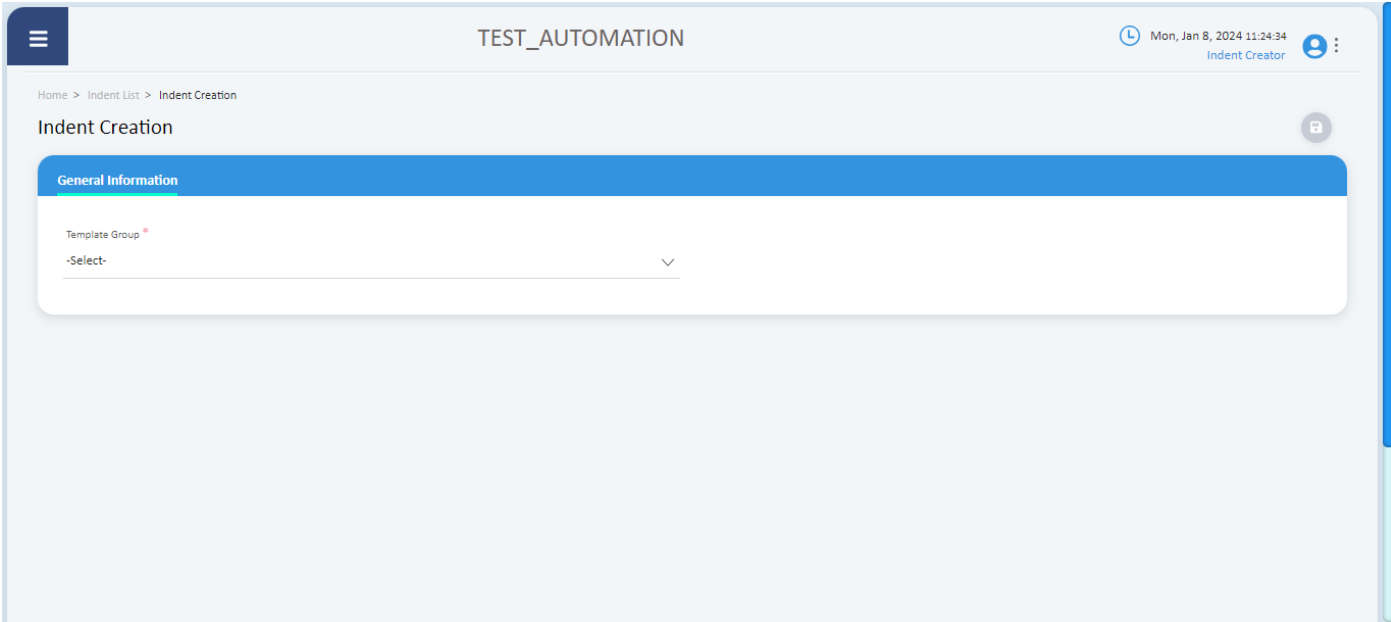 TEST_AUTOMATION
Mon, Jan 8, 2024 11:24:34
Indent Creator
Home > Indent List > Indent Creation
Indent Creation
General Information
Template Group *
-Select-